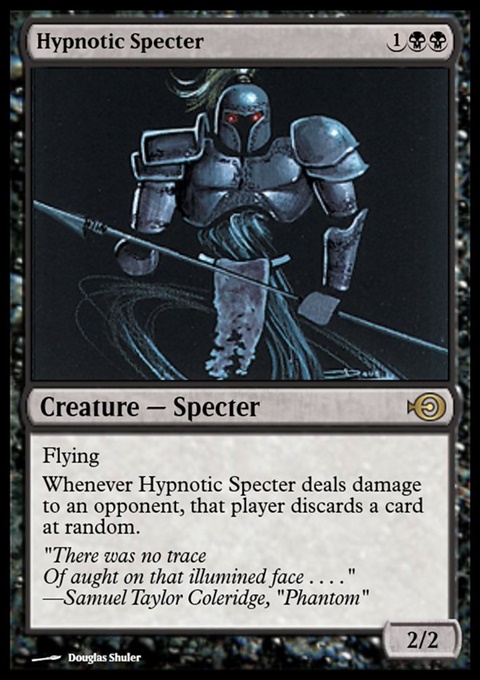 Hypnotic Specter 1
Creature — Specter
Flying
Whenever Hypnotic Specter deals damage
to an opponent, that player discards a card
at random.
"There was no trace
Of aught on that illumined face . . . ."
—Samuel Taylor Coleridge, "Phantom"
2/2
Douglas Shuler